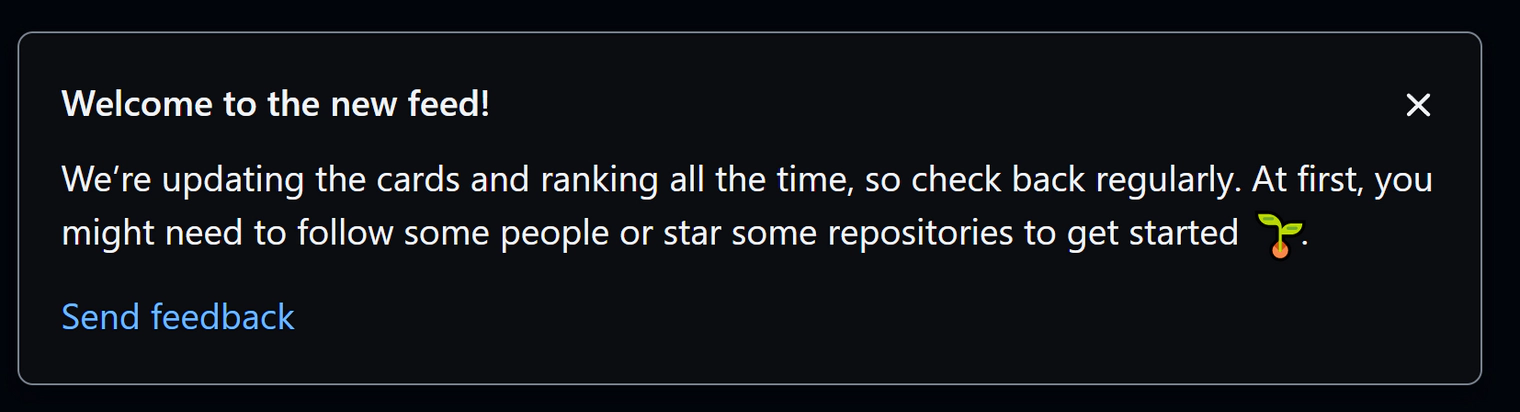 Welcome to the new feed!
We’re updating the cards and ranking all the time, so check back regularly. At first, you
might need to follow some people or star some repositories to get started 🌱.
Send feedback